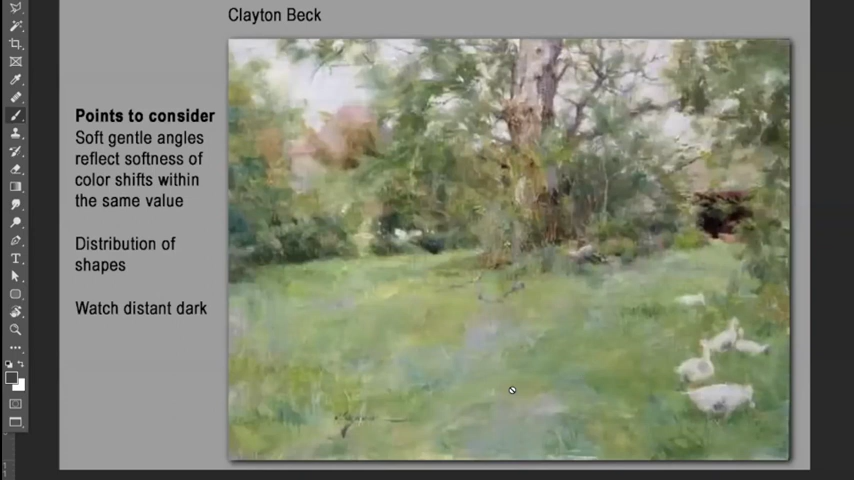 Clayton Beck
Points to consider
Soft gentle angles
reflect softness of
color shifts within
the same value
Distribution of
shapes
Watch distant dark